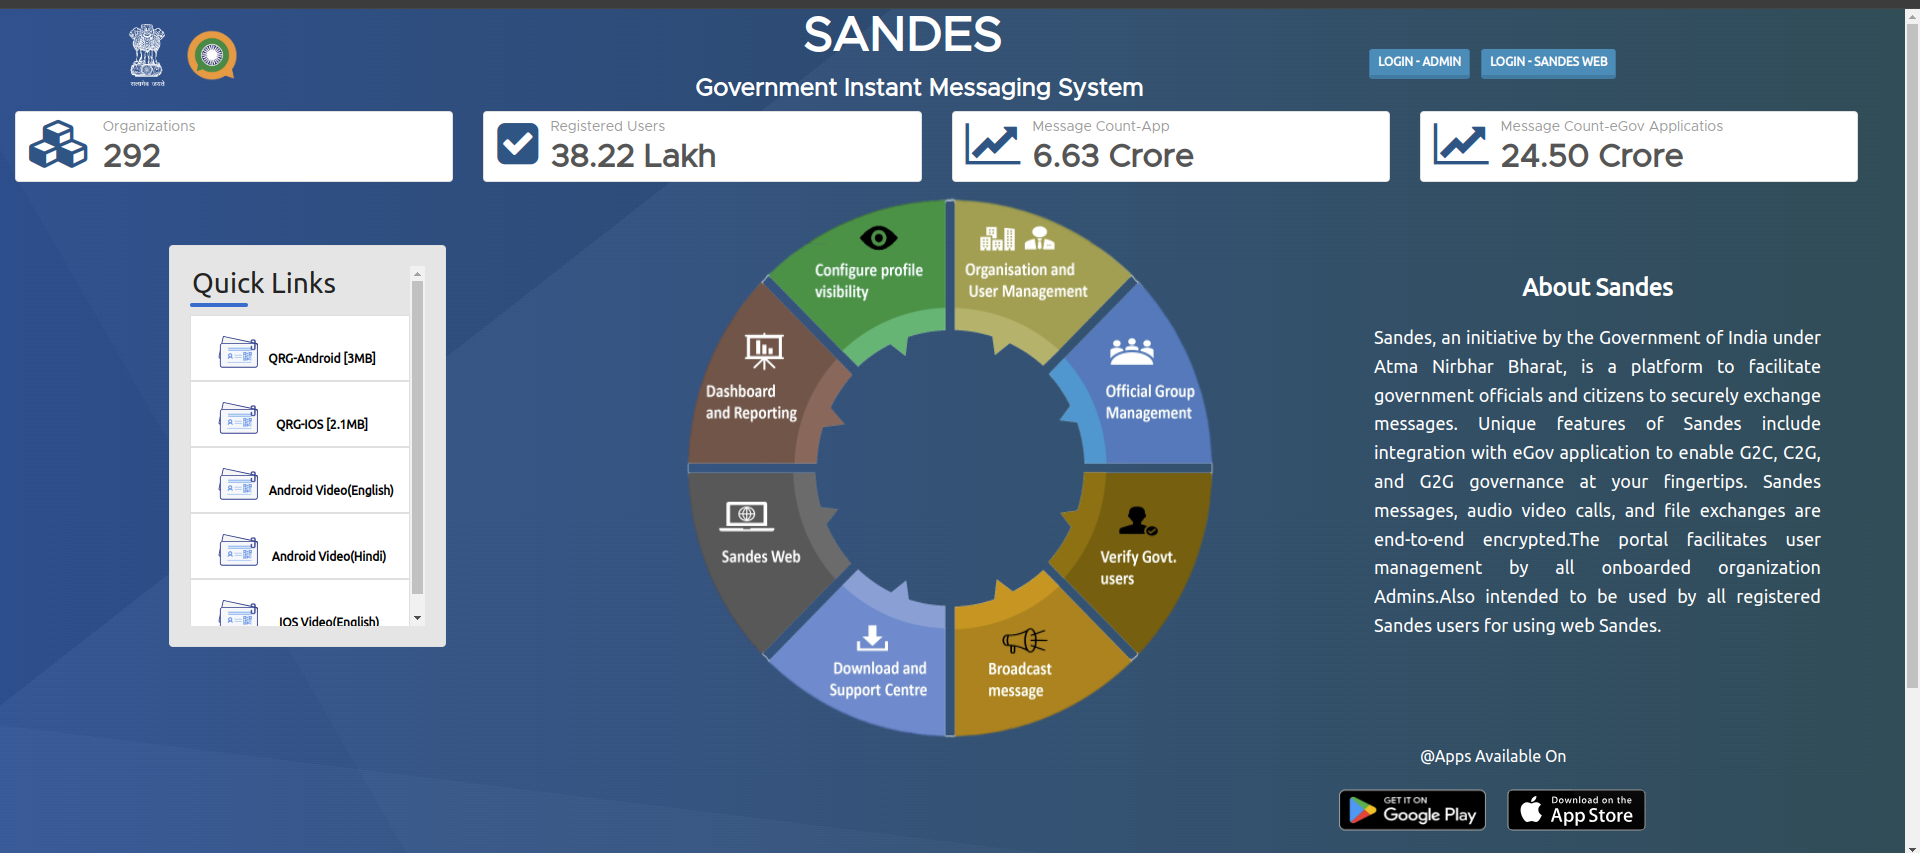 सत्यमेव जयते
SANDES
Government Instant Messaging System
LOGIN - ADMIN
LOGIN - SANDES WEB
Organizations
292
Registered Users
38.22 Lakh
Message Count-App
6.63 Crore
Message Count-eGov Applicatios
24.50 Crore
Quick Links
QRG-Android [3MB]
QRG-IOS [2.1MB]
Android Video(English)
Android Video(Hindi)
IOS Video(English)
Configure profile
visibility
Organisation and
User Management
Dashboard
and Reporting
Official Group
Management
Sandes Web
Verify Govt.
users
Download and
Support Centre
Broadcast
message
About Sandes
Sandes, an initiative by the Government of India under
Atma Nirbhar Bharat, is a platform to facilitate
government officials and citizens to securely exchange
messages. Unique features of Sandes include
integration with eGov application to enable G2C, C2G,
and G2G governance at your fingertips. Sandes
messages, audio video calls, and file exchanges are
end-to-end encrypted.The portal facilitates user
management by all onboarded organization
Admins.Also intended to be used by all registered
Sandes users for using web Sandes.
@Apps Available On
GET IT ON
Google Play
Download on the
App Store